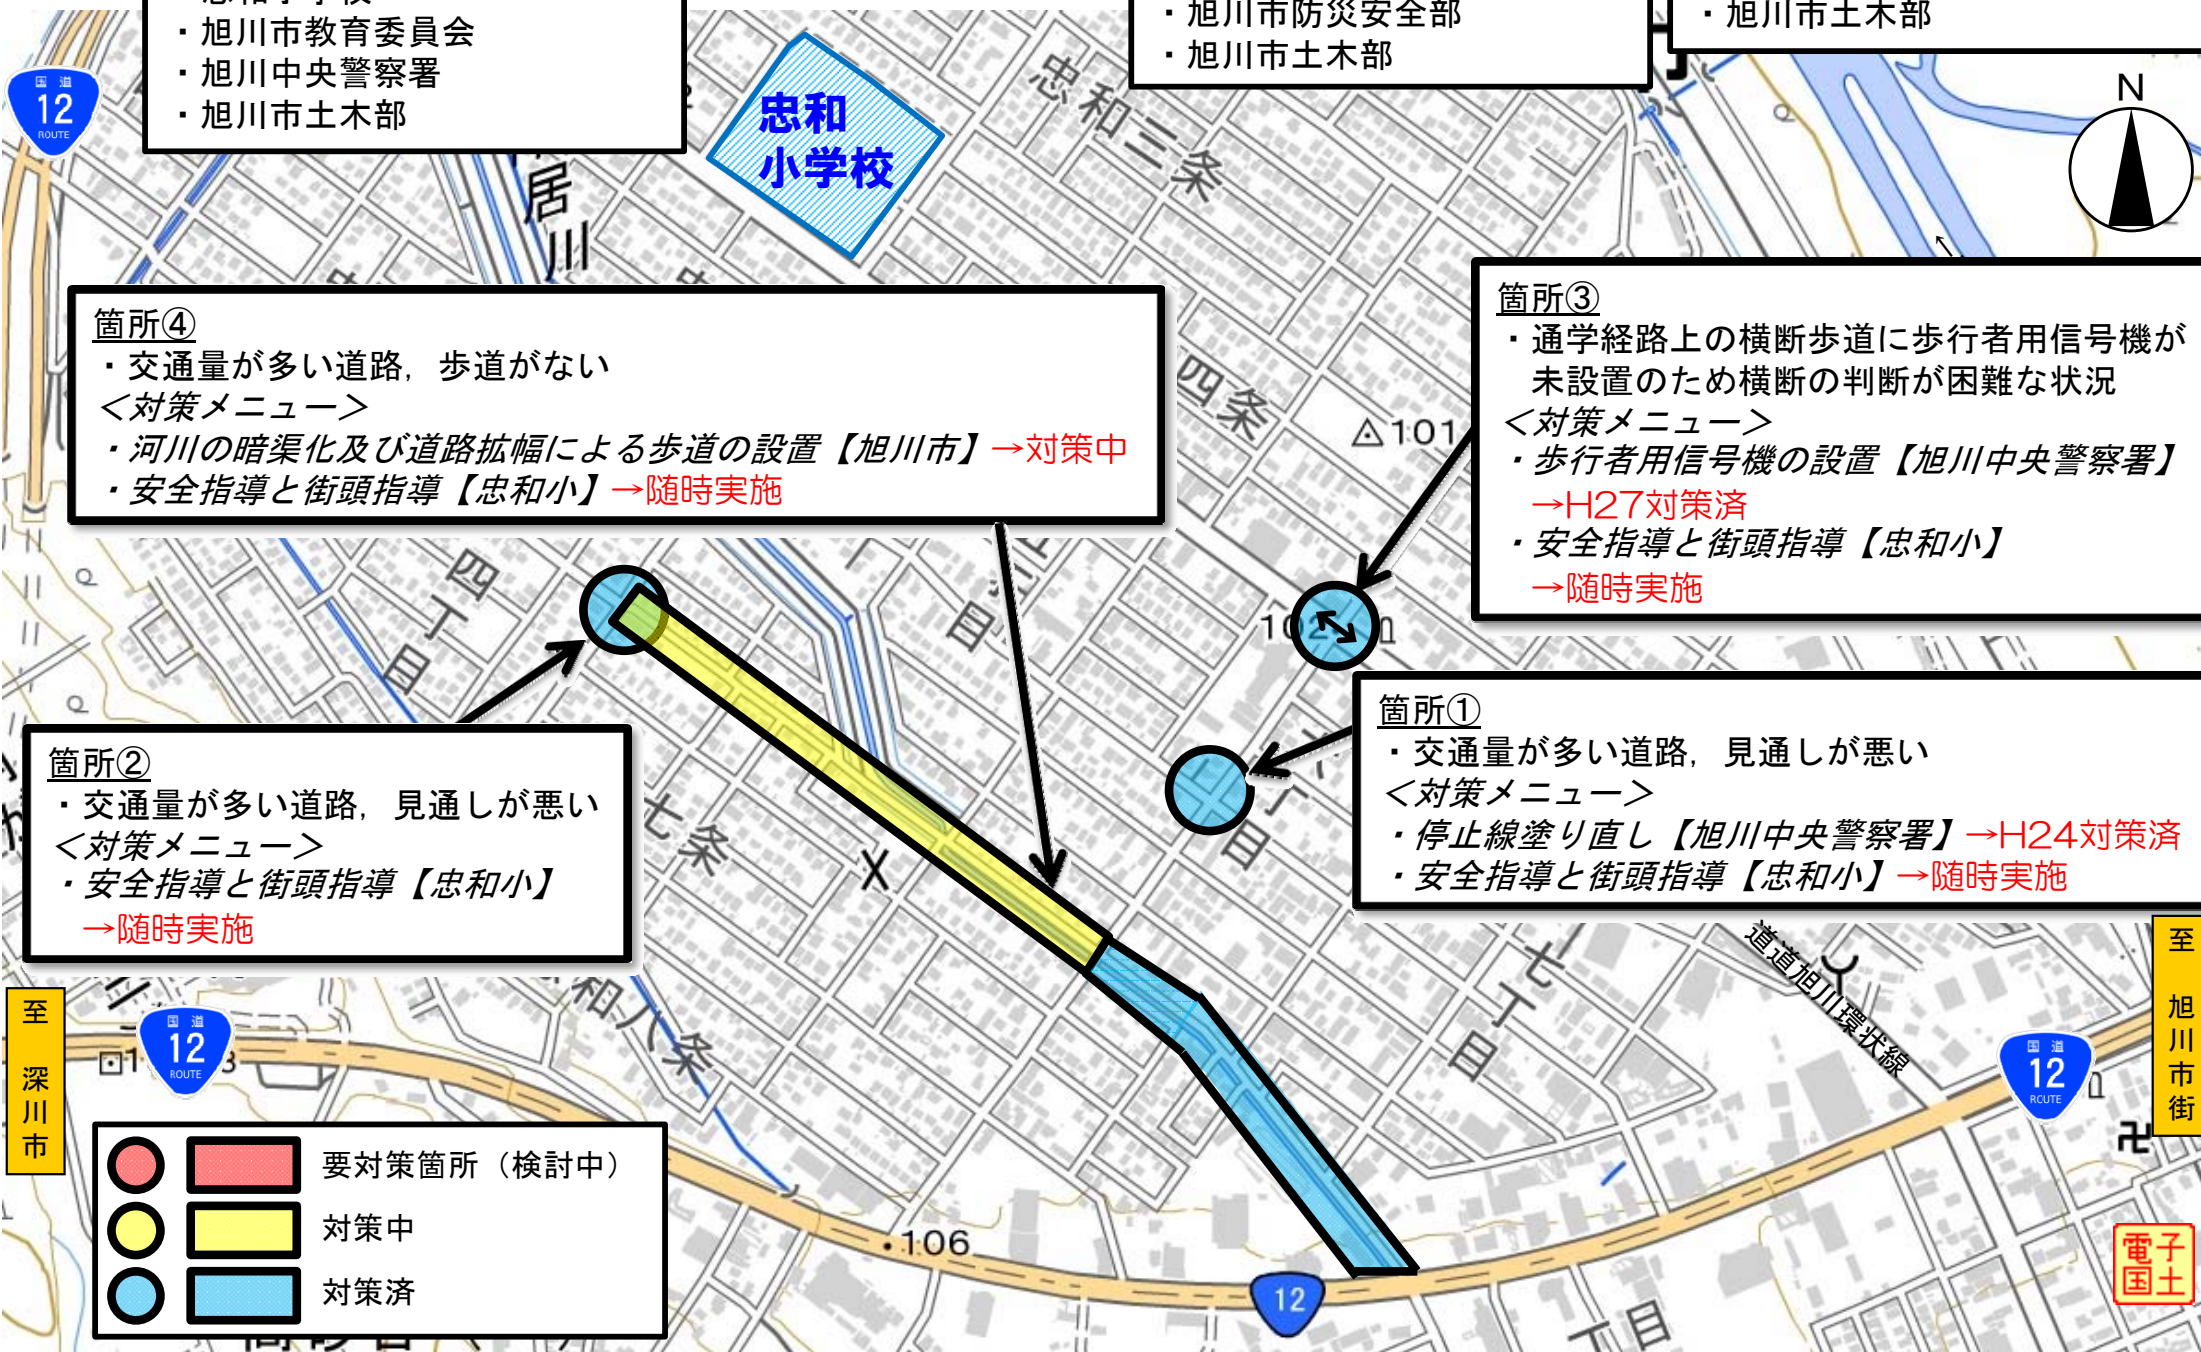 ・旭川市教育委員会
・旭川中央警察署
・旭川市土木部
・旭川市防災安全部
・旭川市土木部
・旭川市土木部
国道
12
ROUTE
忠和
小学校
忠和三条
N
居川
箇所④
・交通量が多い道路，歩道がない
＜対策メニュー＞
・河川の暗渠化及び道路拡幅による歩道の設置【旭川市】→対策中
・安全指導と街頭指導【忠和小】→随時実施
箇所③
・通学経路上の横断歩道に歩行者用信号機が
未設置のため横断の判断が困難な状況
＜対策メニュー＞
・歩行者用信号機の設置【旭川中央警察署】
→H27対策済
・安全指導と街頭指導【忠和小】
→随時実施
四条
101
四丁目
箇所②
・交通量が多い道路，見通しが悪い
＜対策メニュー＞
・安全指導と街頭指導【忠和小】
→随時実施
箇所①
・交通量が多い道路，見通しが悪い
＜対策メニュー＞
・停止線塗り直し【旭川中央警察署】→H24対策済
・安全指導と街頭指導【忠和小】→随時実施
七条
和八条
七丁目
道道旭川環状線
至 旭川市街
至 深川市
国道
12
ROUTE
国道
12
ROUTE
要対策箇所（検討中）
対策中
対策済
106
12
丁目
電子
国土